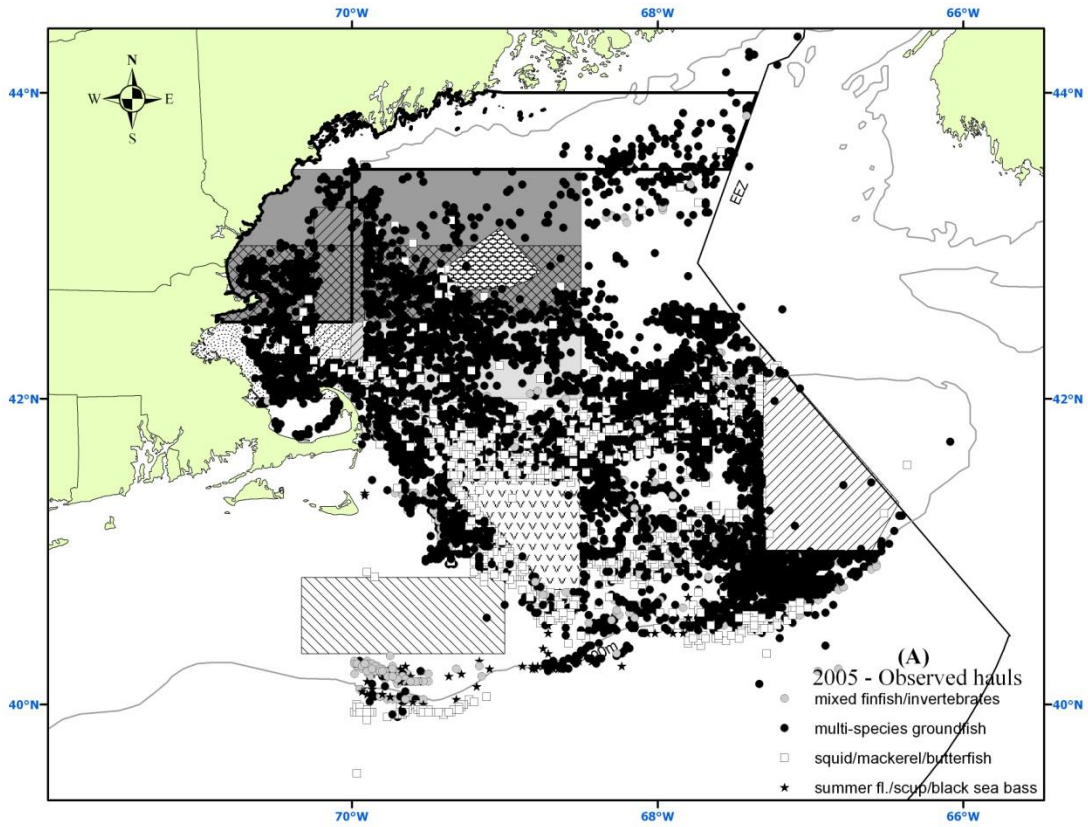 70°W 68°W 66°W
N
W E
S
44°N 44°N
EEZ
42°N 42°N
(A)
2005 - Observed hauls
mixed finfish/invertebrates
40°N 40°N
multi-species groundfish
squid/mackerel/butterfish
summer fl./scup/black sea bass
70°W 68°W 66°W